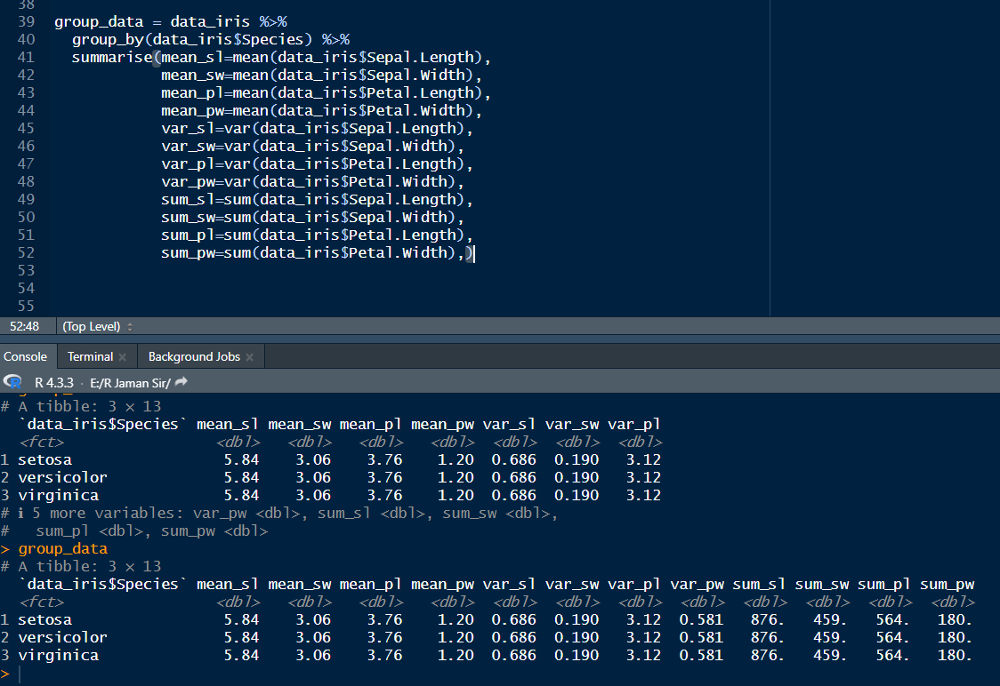 38
39 group_data = data_iris %>%
40 group_by(data_iris$Species) %>%
41 summarise(mean_sl=mean(data_iris$Sepal.Length),
42 mean_sw=mean(data_iris$Sepal.Width),
43 mean_pl=mean(data_iris$Petal.Length),
44 mean_pw=mean(data_iris$Petal.Width),
45 var_sl=var(data_iris$Sepal.Length),
46 var_sw=var(data_iris$Sepal.Width),
47 var_pl=var(data_iris$Petal.Length),
48 var_pw=var(data_iris$Petal.Width),
49 sum_sl=sum(data_iris$Sepal.Length),
50 sum_sw=sum(data_iris$Sepal.Width),
51 sum_pl=sum(data_iris$Petal.Length),
52 sum_pw=sum(data_iris$Petal.Width),)
53
54
55
52:48 (Top Level)
Console Terminal Background Jobs
R 4.3.3 · E:/R Jaman Sir/
# A tibble: 3 × 13
`data_iris$Species` mean_sl mean_sw mean_pl mean_pw var_sl var_sw var_pl
<fct> <dbl> <dbl> <dbl> <dbl> <dbl> <dbl> <dbl>
1 setosa 5.84 3.06 3.76 1.20 0.686 0.190 3.12
2 versicolor 5.84 3.06 3.76 1.20 0.686 0.190 3.12
3 virginica 5.84 3.06 3.76 1.20 0.686 0.190 3.12
# ℹ 5 more variables: var_pw <dbl>, sum_sl <dbl>, sum_sw <dbl>,
# sum_pl <dbl>, sum_pw <dbl>
> group_data
# A tibble: 3 × 13
`data_iris$Species` mean_sl mean_sw mean_pl mean_pw var_sl var_sw var_pl var_pw sum_sl sum_sw sum_pl sum_pw
<fct> <dbl> <dbl> <dbl> <dbl> <dbl> <dbl> <dbl> <dbl> <dbl> <dbl> <dbl> <dbl>
1 setosa 5.84 3.06 3.76 1.20 0.686 0.190 3.12 0.581 876. 459. 564. 180.
2 versicolor 5.84 3.06 3.76 1.20 0.686 0.190 3.12 0.581 876. 459. 564. 180.
3 virginica 5.84 3.06 3.76 1.20 0.686 0.190 3.12 0.581 876. 459. 564. 180.
>